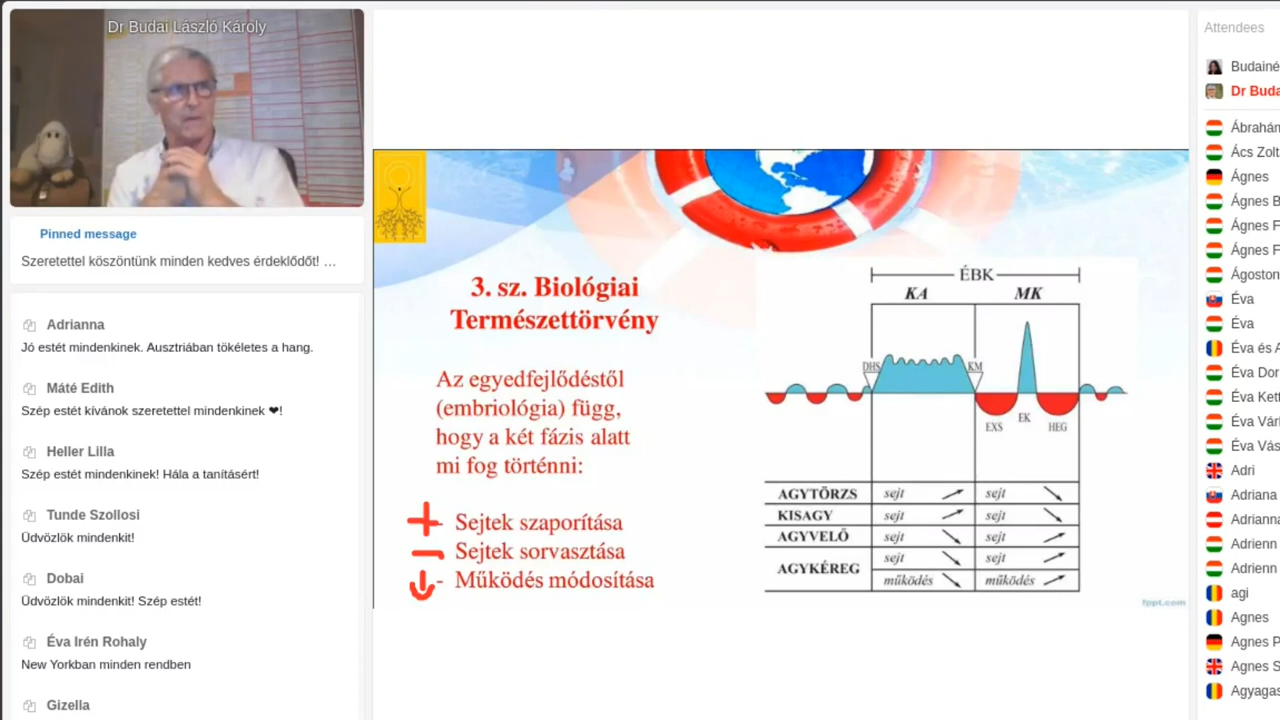 Dr Budai László Károly
Pinned message
Szeretettel köszöntünk minden kedves érdeklődőt! …
Adrianna
Jó estét mindenkinek. Ausztriában tökéletes a hang.
Máté Edith
Szép estét kívánok szeretettel mindenkinek ❤!
Heller Lilla
Szép estét mindenkinek! Hála a tanításért!
Tunde Szollosi
Üdvözlök mindenkit!
Dobai
Üdvözlök mindenkit! Szép estét!
Éva Irén Rohaly
New Yorkban minden rendben
Gizella
3. sz. Biológiai
Természettörvény
Az egyedfejlődéstől
(embriológia) függ,
hogy a két fázis alatt
mi fog történni:
+ - Sejtek szaporítása
- Sejtek sorvasztása
- Működés módosítása
ÉBK
KA MK
DHS KM
EXS EK HEG
AGYTÖRZS sejt sejt
KISAGY sejt sejt
AGYVELŐ sejt sejt
AGYKÉREG sejt sejt
működés működés
fppt.com
Attendees
Budainé
Dr Buda
Ábrahán
Ács Zolt
Ágnes
Ágnes B
Ágnes F
Ágnes F
Ágoston
Éva
Éva
Éva és A
Éva Dor
Éva Kett
Éva Várl
Éva Vás
Adri
Adriana
Adrianna
Adrienn
Adrienn
agi
Agnes
Agnes P
Agnes S
Agyagas